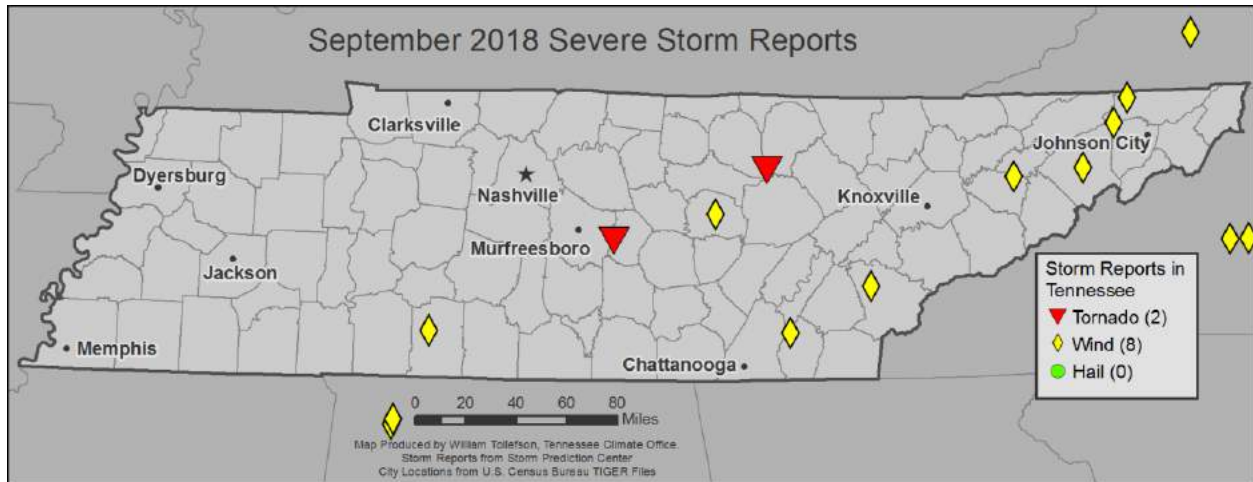 September 2018 Severe Storm Reports
Clarksville
Johnson City
Dyersburg
Nashville
Knoxville
Murfreesboro
Jackson
Storm Reports in
Tennessee
Tornado (2)
Wind (8)
Hail (0)
Memphis
Chattanooga
0 20 40 60 80
Miles
Map Produced by William Tollefson, Tennessee Climate Office.
Storm Reports from Storm Prediction Center
City Locations from U.S. Census Bureau TIGER Files